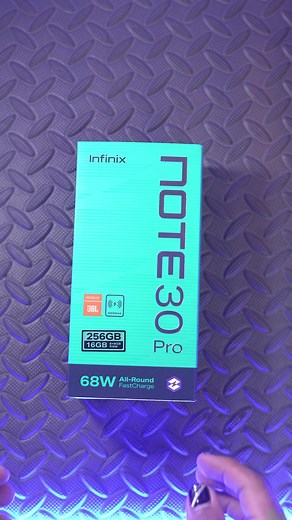 Infinix
NOTE 30
Pro
JBL
256GB
16GB
68W All-Round
FastCharge